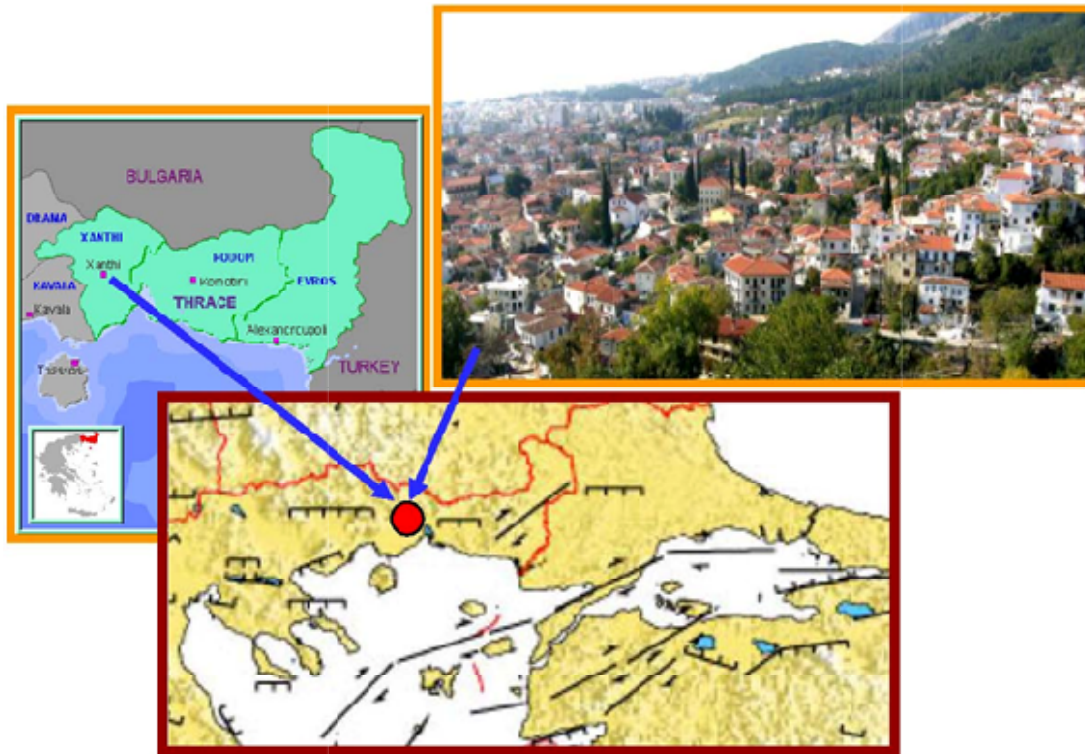 BULGARIA
DRAMA
XANTHI
Xanthi
RODOPI
Komotini
EVROS
KAVALA
THRACE
Kavala
Alexandroupoli
TURKEY